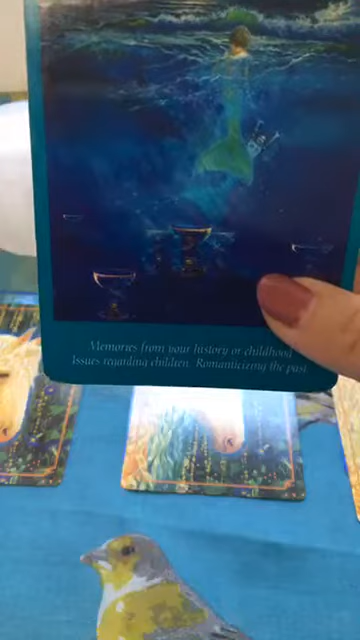 Memories from your history or childhood
Issues regarding children. Romanticizing the past